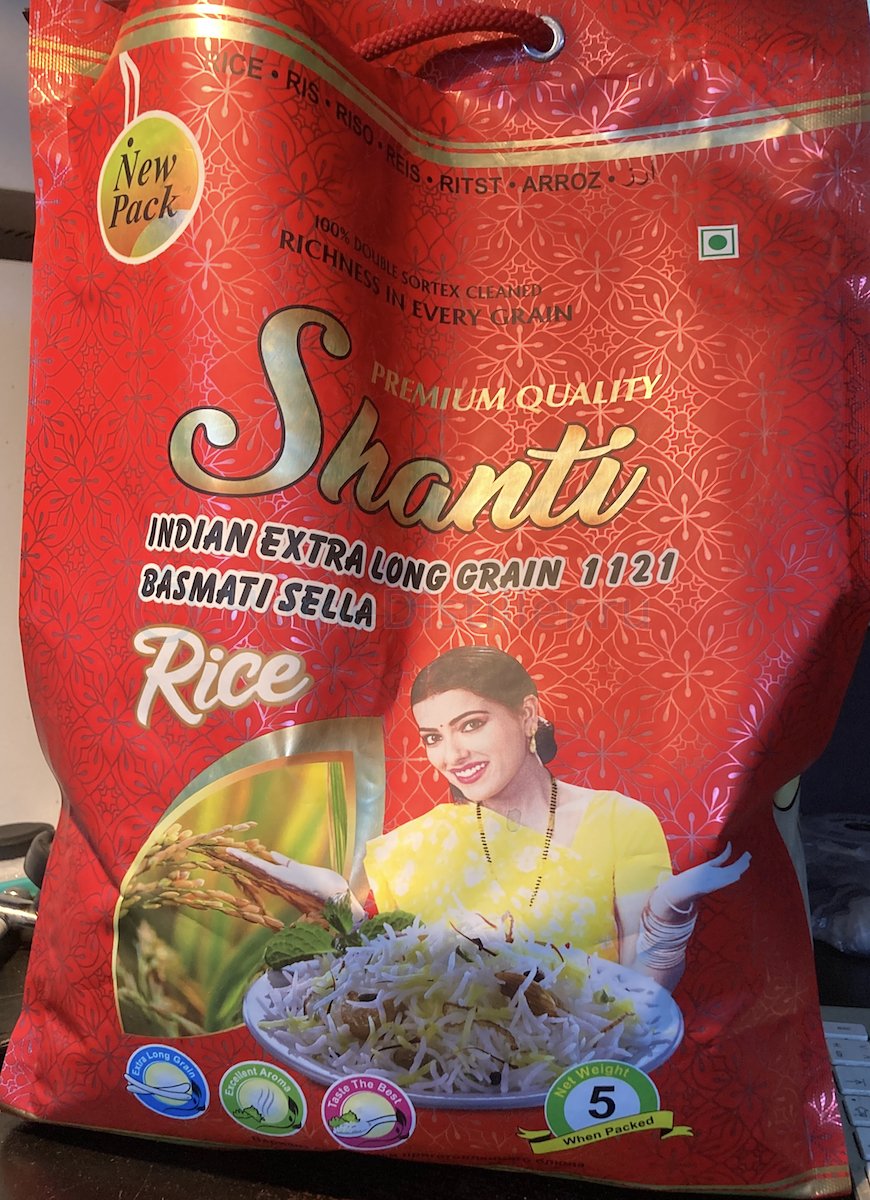 RICE • RIS • RISO • REIS • RITST • ARROZ • ارز
New
Pack
100% DOUBLE SORTEX CLEANED
RICHNESS IN EVERY GRAIN
PREMIUM QUALITY
Shanti
INDIAN EXTRA LONG GRAIN 1121
BASMATI SELLA
Rice
Extra Long Grain
Excellent Aroma
Taste The Best
Net Weight
5
When Packed